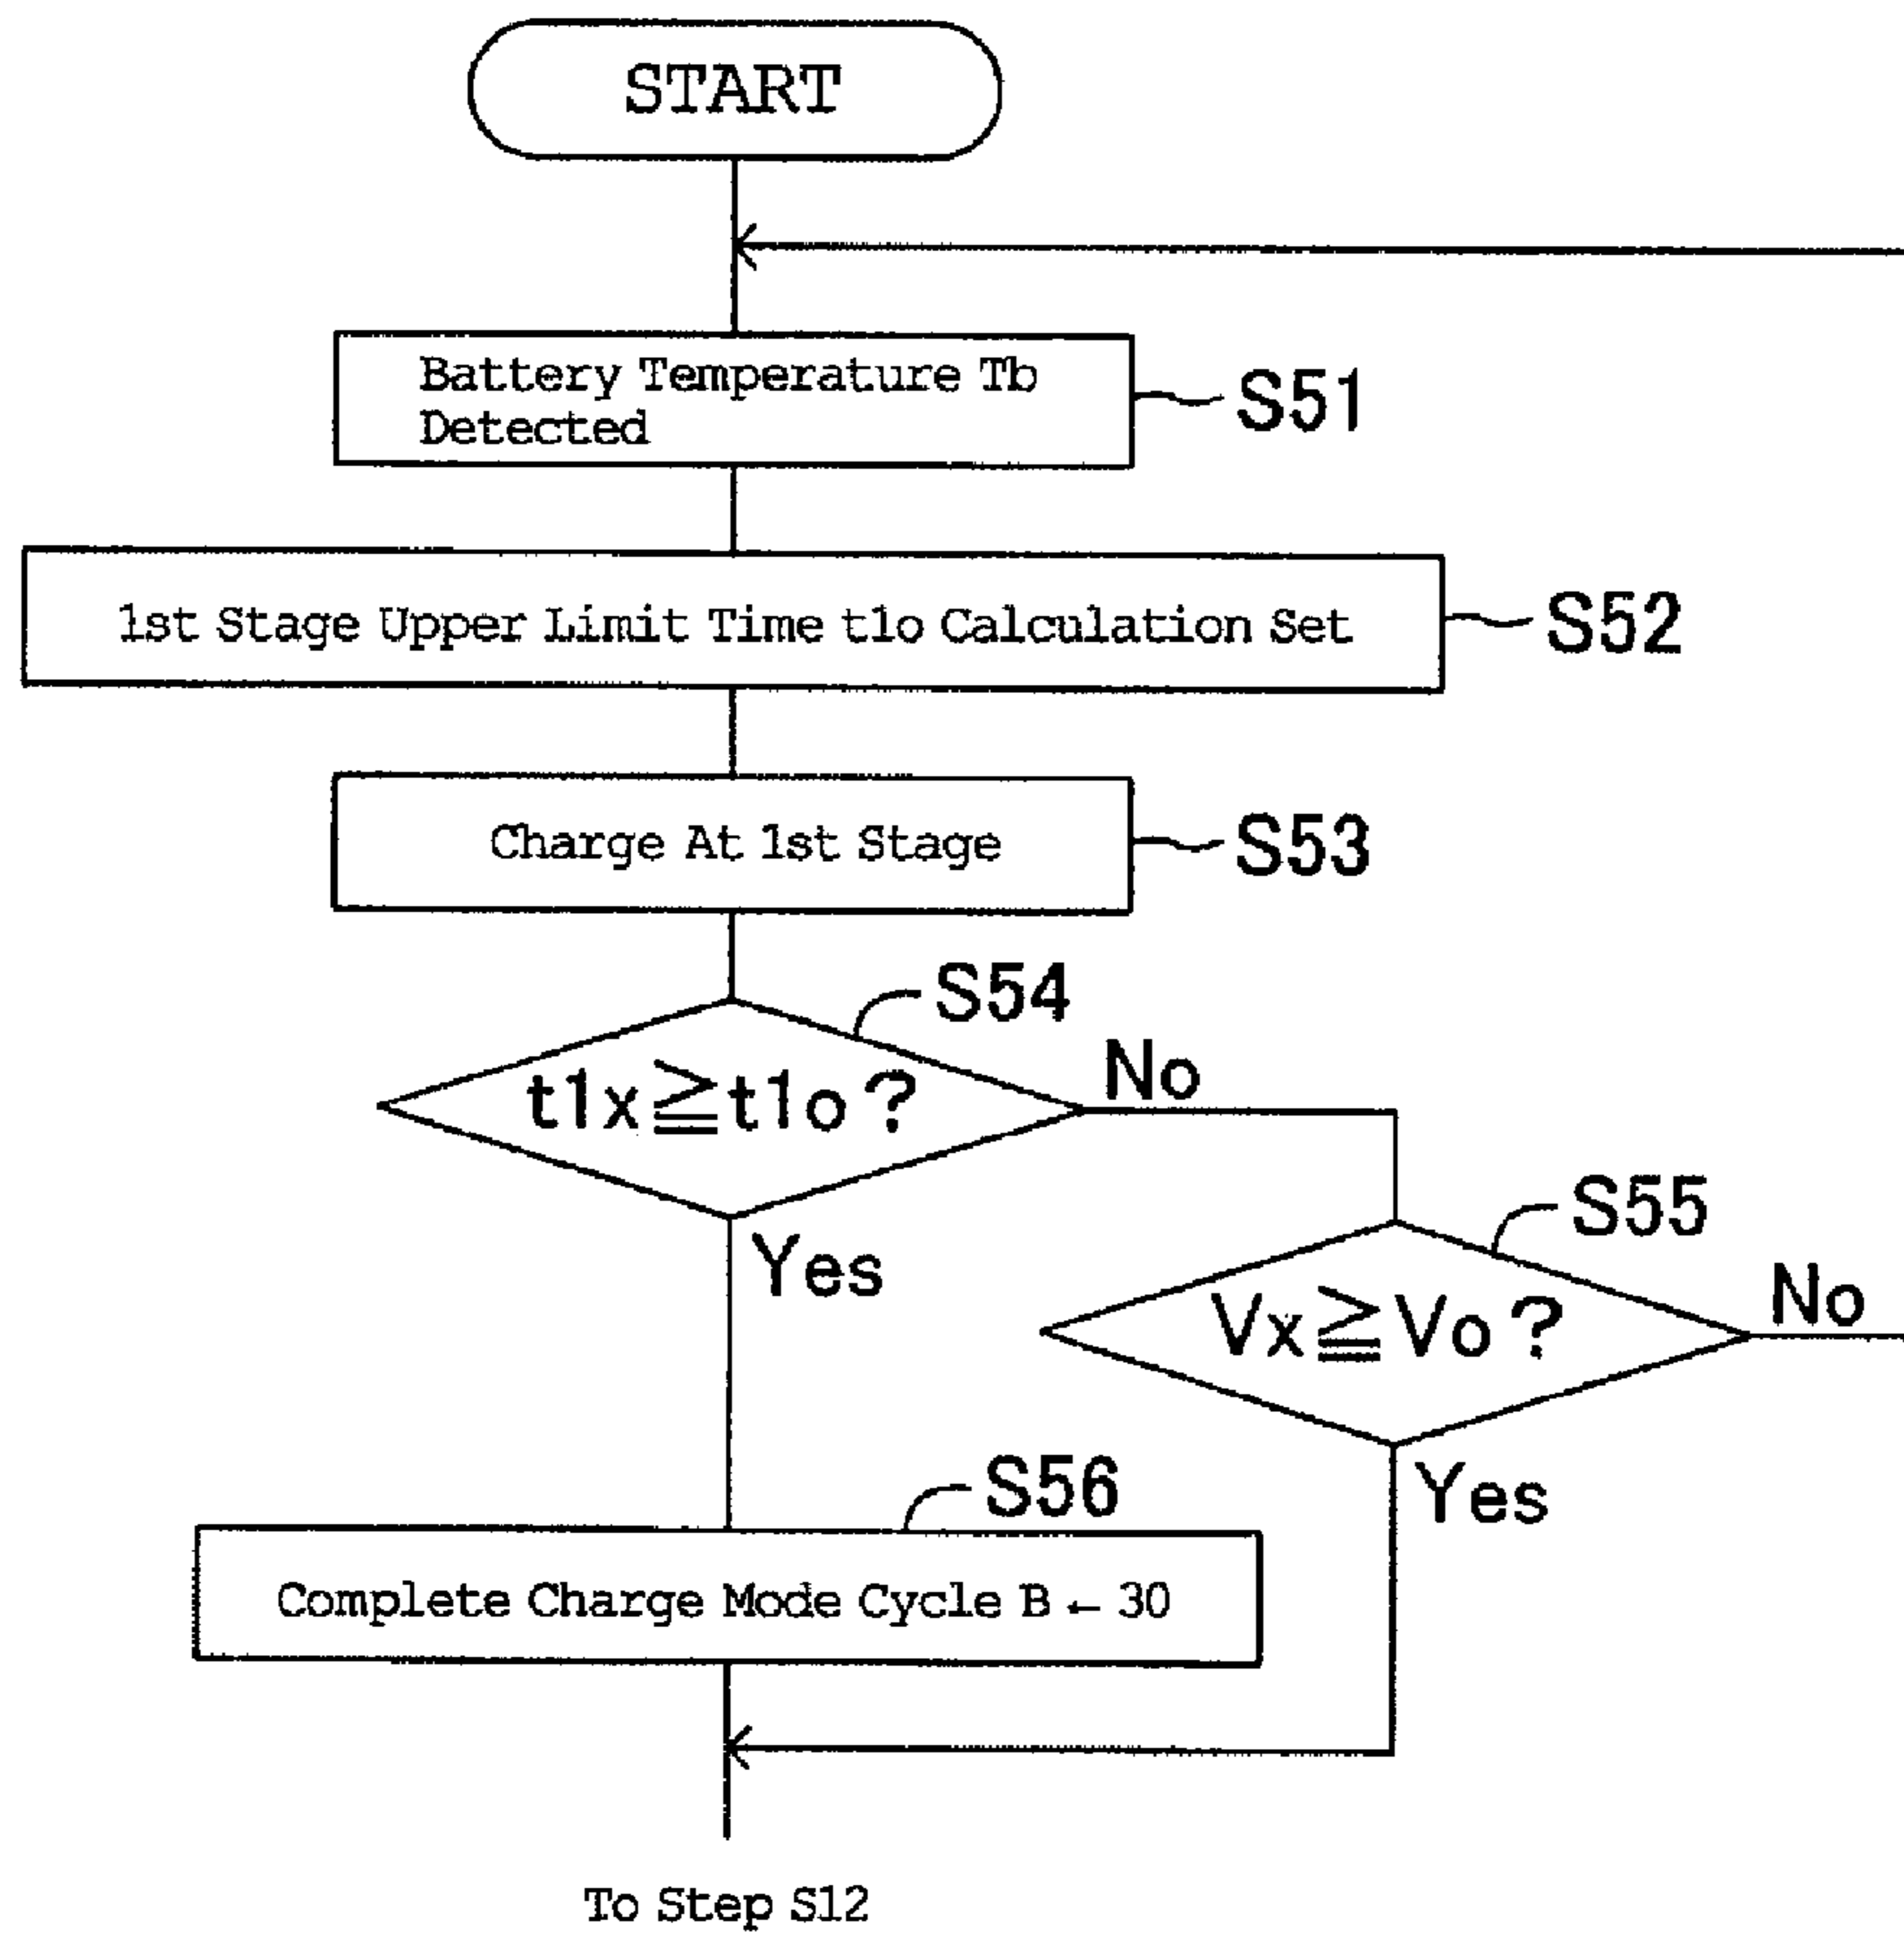 START
Battery Temperature Tb
Detected
S51
1st Stage Upper Limit Time t1o Calculation Set
S52
Charge At 1st Stage
S53
S54
t1x≧t1o?
No
Yes
S55
Vx≧Vo?
No
Yes
S56
Complete Charge Mode Cycle B ← 30
To Step S12